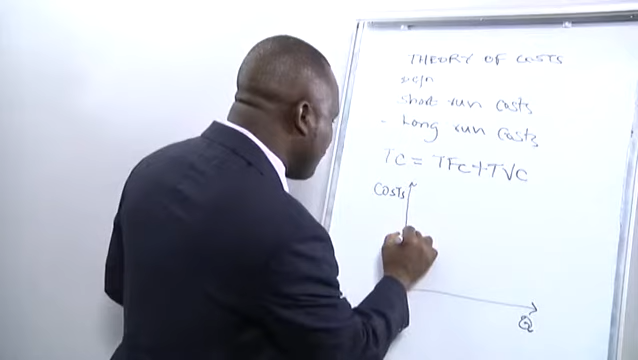 THEORY OF COSTS
short run costs
- Long run costs
TC = TFC + TVC
Costs
Q